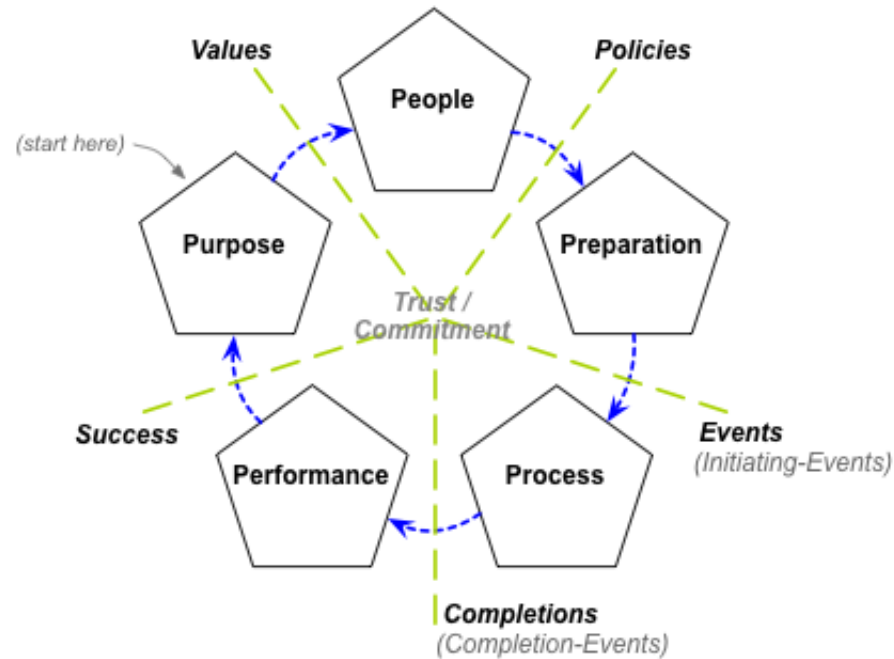 Values
Policies
People
(start here)
Purpose
Preparation
Trust /
Commitment
Success
Events
(Initiating-Events)
Performance
Process
Completions
(Completion-Events)